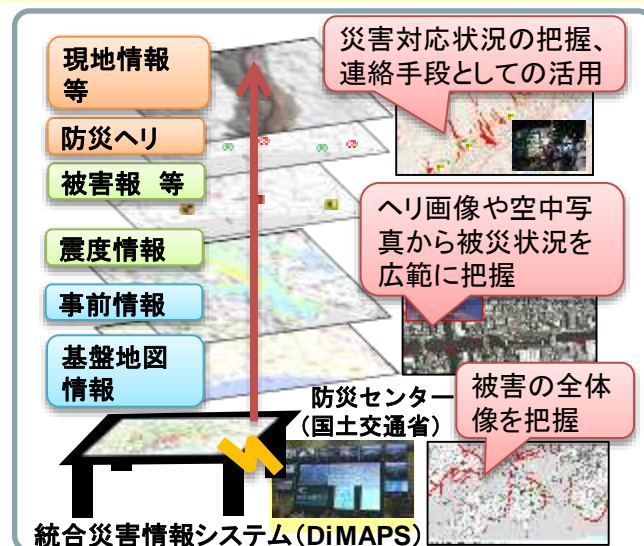 現地情報
等
防災ヘリ
被害報 等
震度情報
事前情報
基盤地図
情報
災害対応状況の把握、
連絡手段としての活用
ヘリ画像や空中写
真から被災状況を
広範に把握
被害の全体
像を把握
防災センター
(国土交通省)
統合災害情報システム(DiMAPS)